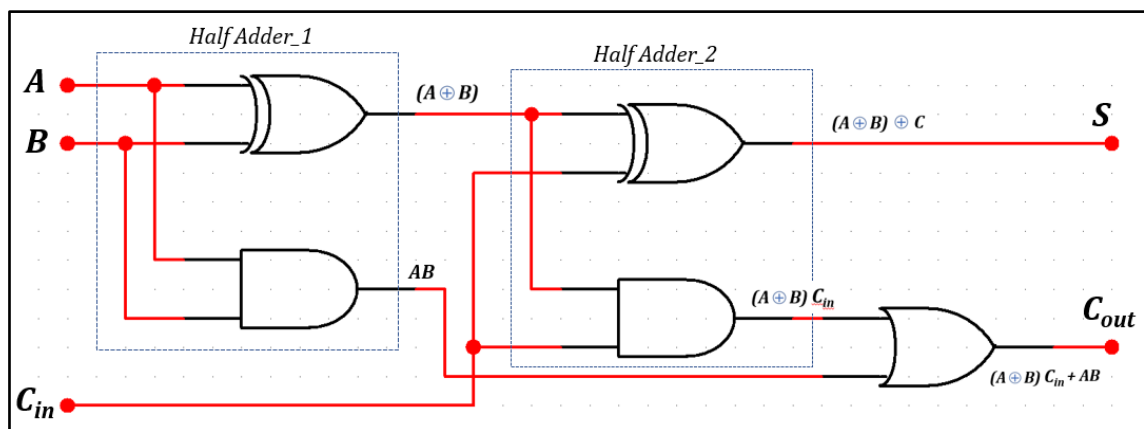 Half Adder_1
Half Adder_2
A
(A ⊕ B)
(A ⊕ B) ⊕ C
S
B
AB
(A ⊕ B) C_in
C_out
(A ⊕ B) C_in + AB
C_in